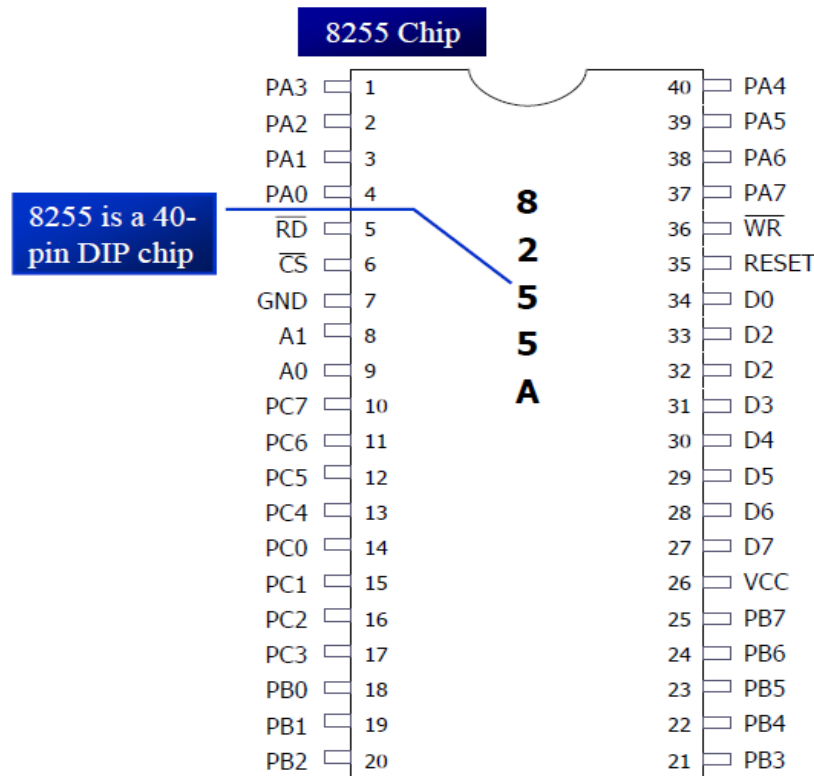 8255 Chip
PA3 1 40 PA4
PA2 2 39 PA5
PA1 3 38 PA6
PA0 4 37 PA7
8255 is a 40-
pin DIP chip
RD 5 36 WR
CS 6 35 RESET
GND 7 34 D0
A1 8 33 D2
A0 9 32 D2
PC7 10 31 D3
PC6 11 30 D4
PC5 12 29 D5
PC4 13 28 D6
PC0 14 27 D7
PC1 15 26 VCC
PC2 16 25 PB7
PC3 17 24 PB6
PB0 18 23 PB5
PB1 19 22 PB4
PB2 20 21 PB3
8
2
5
5
A